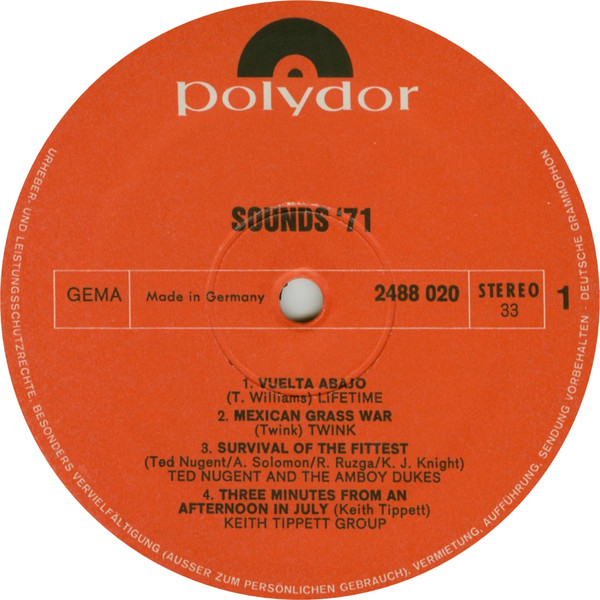 polydor
SOUNDS '71
GEMA
Made in Germany
2488 020
STEREO
33
1
1. VUELTA ABAJO
(T. Williams) LIFETIME
2. MEXICAN GRASS WAR
(Twink) TWINK
3. SURVIVAL OF THE FITTEST
(Ted Nugent/A. Solomon/R. Ruzga/K. J. Knight)
TED NUGENT AND THE AMBOY DUKES
4. THREE MINUTES FROM AN
AFTERNOON IN JULY (Keith Tippett)
KEITH TIPPETT GROUP
URHEBER- UND LEISTUNGSSCHUTZRECHTE, BESONDERS VERVIELFÄLTIGUNG (AUSSER ZUM PERSÖNLICHEN GEBRAUCH), VERMIETUNG, AUFFÜHRUNG, SENDUNG VORBEHALTEN · DEUTSCHE GRAMMOPHON